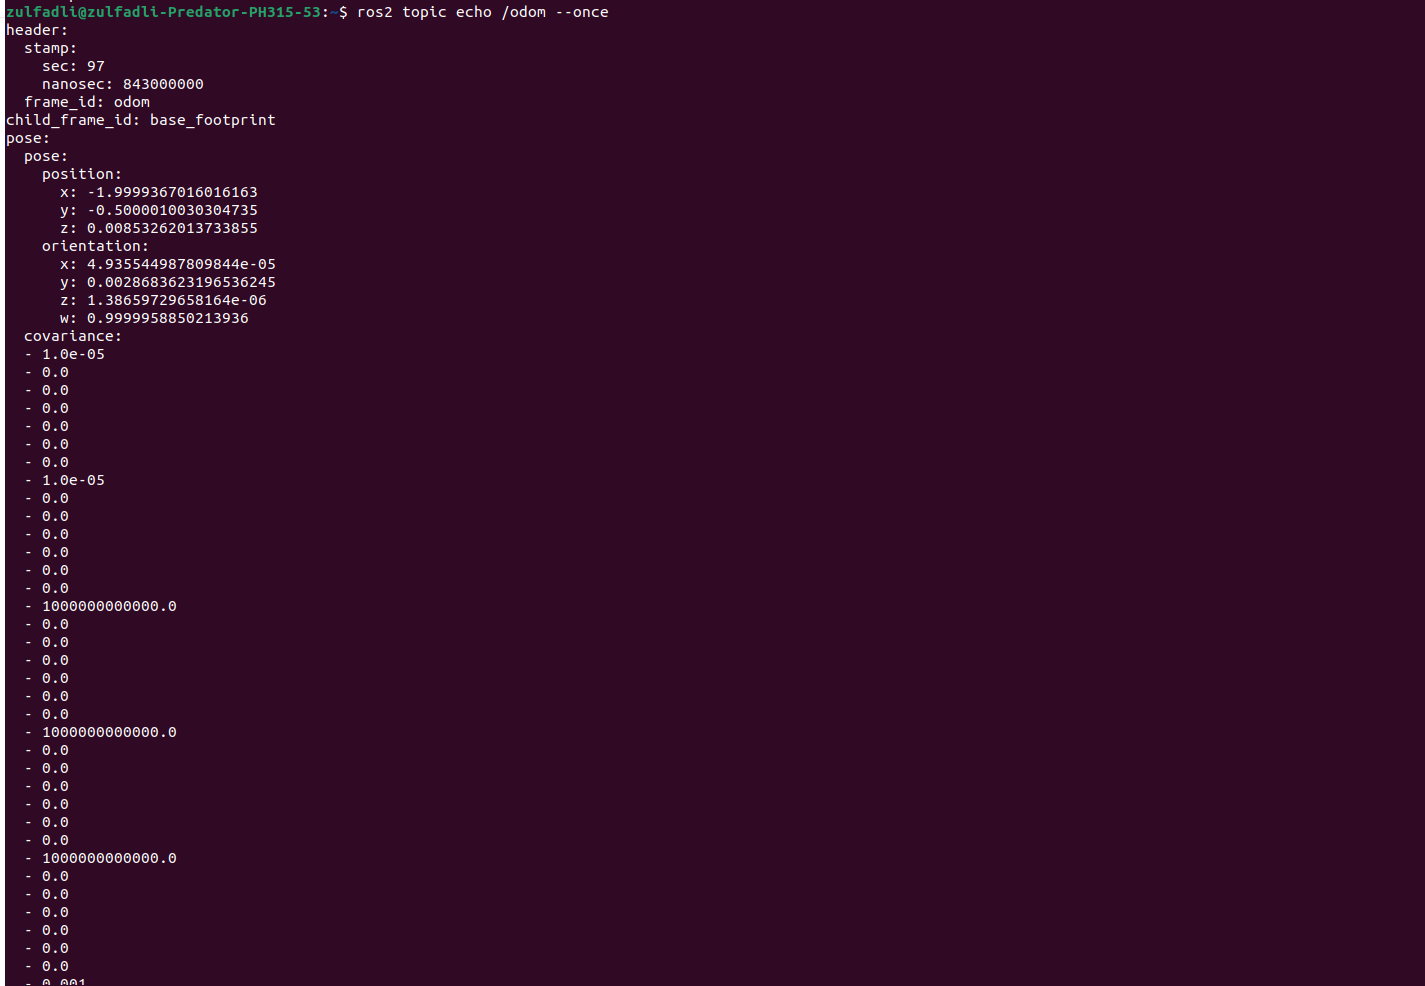 zulfadli@zulfadli-Predator-PH315-53:~$ ros2 topic echo /odom --once
header:
  stamp:
    sec: 97
    nanosec: 843000000
  frame_id: odom
child_frame_id: base_footprint
pose:
  pose:
    position:
      x: -1.9999367016016163
      y: -0.5000010030304735
      z: 0.00853262013733855
    orientation:
      x: 4.935544987809844e-05
      y: 0.0028683623196536245
      z: 1.38659729658164e-06
      w: 0.9999958850213936
  covariance:
  - 1.0e-05
  - 0.0
  - 0.0
  - 0.0
  - 0.0
  - 0.0
  - 0.0
  - 1.0e-05
  - 0.0
  - 0.0
  - 0.0
  - 0.0
  - 0.0
  - 0.0
  - 1000000000000.0
  - 0.0
  - 0.0
  - 0.0
  - 0.0
  - 0.0
  - 0.0
  - 1000000000000.0
  - 0.0
  - 0.0
  - 0.0
  - 0.0
  - 0.0
  - 0.0
  - 1000000000000.0
  - 0.0
  - 0.0
  - 0.0
  - 0.0
  - 0.0
  - 0.0
  - 0.001